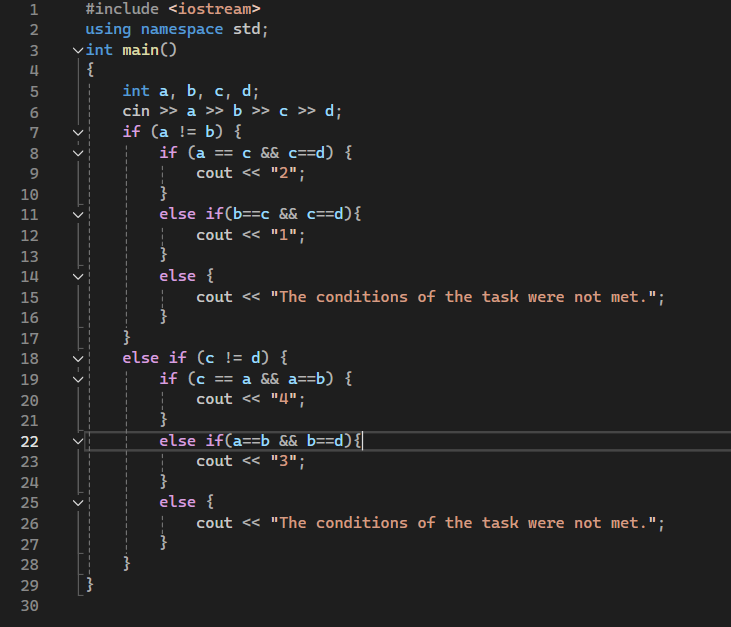 1 #include <iostream>
2 using namespace std;
3 int main()
4 {
5 int a, b, c, d;
6 cin >> a >> b >> c >> d;
7 if (a != b) {
8 if (a == c && c==d) {
9 cout << "2";
10 }
11 else if(b==c && c==d){
12 cout << "1";
13 }
14 else {
15 cout << "The conditions of the task were not met.";
16 }
17 }
18 else if (c != d) {
19 if (c == a && a==b) {
20 cout << "4";
21 }
22 else if(a==b && b==d){
23 cout << "3";
24 }
25 else {
26 cout << "The conditions of the task were not met.";
27 }
28 }
29 }
30